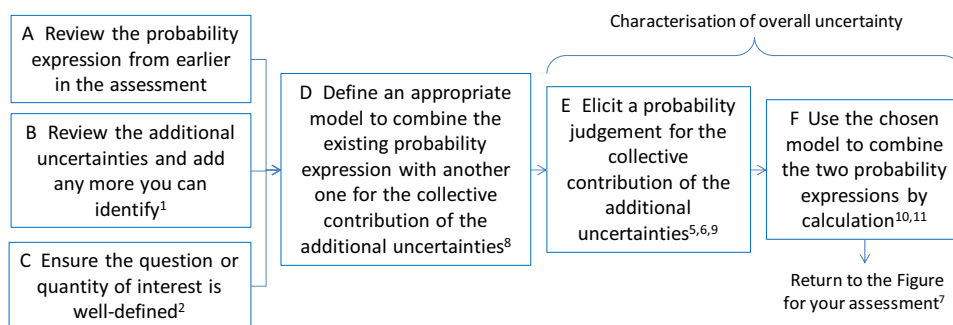 Characterisation of overall uncertainty
A Review the probability
expression from earlier
in the assessment
B Review the additional
uncertainties and add
any more you can
identify¹
C Ensure the question or
quantity of interest is
well-defined²
D Define an appropriate
model to combine the
existing probability
expression with another
one for the collective
contribution of the
additional uncertainties⁸
E Elicit a probability
judgement for the
collective
contribution of the
additional
uncertainties⁵,⁶,⁹
F Use the chosen
model to combine
the two probability
expressions by
calculation¹⁰,¹¹
Return to the Figure
for your assessment⁷